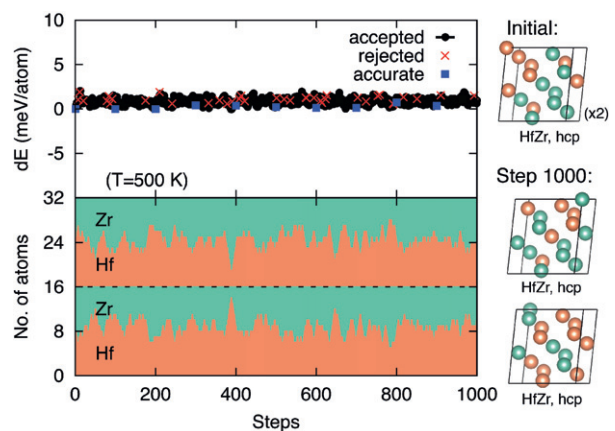 10
5
0
-5
dE (meV/atom)
accepted
rejected
accurate
(T=500 K)
32
24
16
8
0
No. of atoms
Zr
Hf
Zr
Hf
0 200 400 600 800 1000
Steps
Initial:
(x2)
HfZr, hcp
Step 1000:
HfZr, hcp
HfZr, hcp